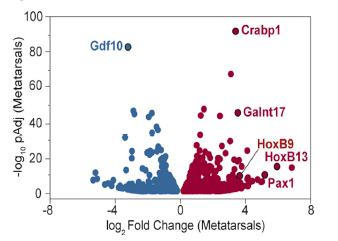 -log10 pAdj (Metatarsals)
100
80
60
40
20
0
Gdf10
Crabp1
Galnt17
HoxB9
HoxB13
Pax1
-8 -4 0 4 8
log2 Fold Change (Metatarsals)